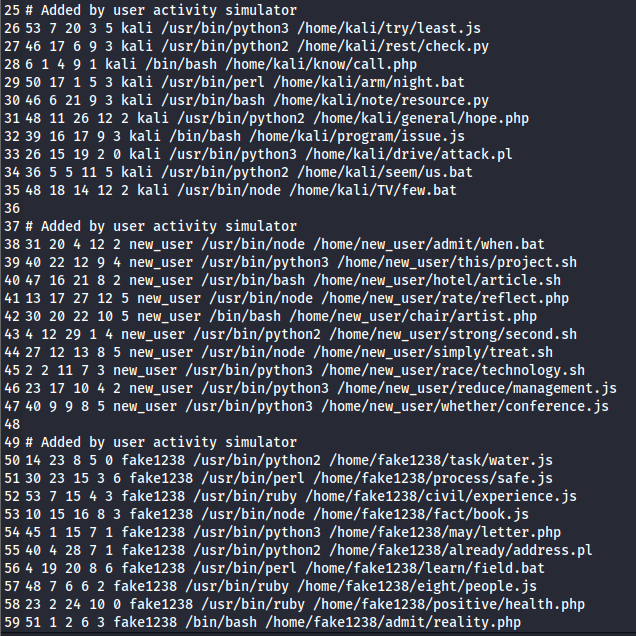 25 # Added by user activity simulator
26 53 7 20 3 5 kali /usr/bin/python3 /home/kali/try/least.js
27 46 17 6 9 3 kali /usr/bin/python2 /home/kali/rest/check.py
28 6 1 4 9 1 kali /bin/bash /home/kali/know/call.php
29 50 17 1 5 3 kali /usr/bin/perl /home/kali/arm/night.bat
30 46 6 21 9 3 kali /usr/bin/bash /home/kali/note/resource.py
31 48 11 26 12 2 kali /usr/bin/python2 /home/kali/general/hope.php
32 39 16 17 9 3 kali /bin/bash /home/kali/program/issue.js
33 26 15 19 2 0 kali /usr/bin/python3 /home/kali/drive/attack.pl
34 36 5 5 11 5 kali /usr/bin/python2 /home/kali/seem/us.bat
35 48 18 14 12 2 kali /usr/bin/node /home/kali/TV/few.bat
36
37 # Added by user activity simulator
38 31 20 4 12 2 new_user /usr/bin/node /home/new_user/admit/when.bat
39 40 22 12 9 4 new_user /usr/bin/python3 /home/new_user/this/project.sh
40 47 16 21 8 2 new_user /usr/bin/bash /home/new_user/hotel/article.sh
41 13 17 27 12 5 new_user /usr/bin/node /home/new_user/rate/reflect.php
42 30 20 22 10 5 new_user /bin/bash /home/new_user/chair/artist.php
43 4 12 29 1 4 new_user /usr/bin/python2 /home/new_user/strong/second.sh
44 27 12 13 8 5 new_user /usr/bin/node /home/new_user/simply/treat.sh
45 2 2 11 7 3 new_user /usr/bin/python3 /home/new_user/race/technology.sh
46 23 17 10 4 2 new_user /usr/bin/python3 /home/new_user/reduce/management.js
47 40 9 9 8 5 new_user /usr/bin/python3 /home/new_user/whether/conference.js
48
49 # Added by user activity simulator
50 14 23 8 5 0 fake1238 /usr/bin/python2 /home/fake1238/task/water.js
51 30 23 15 3 6 fake1238 /usr/bin/perl /home/fake1238/process/safe.js
52 53 7 15 4 3 fake1238 /usr/bin/ruby /home/fake1238/civil/experience.js
53 10 15 16 8 3 fake1238 /usr/bin/node /home/fake1238/fact/book.js
54 45 1 15 7 1 fake1238 /usr/bin/python3 /home/fake1238/may/letter.php
55 40 4 28 7 1 fake1238 /usr/bin/python2 /home/fake1238/already/address.pl
56 4 19 20 8 6 fake1238 /usr/bin/perl /home/fake1238/learn/field.bat
57 48 7 6 6 2 fake1238 /usr/bin/ruby /home/fake1238/eight/people.js
58 23 2 24 10 0 fake1238 /usr/bin/ruby /home/fake1238/positive/health.php
59 51 1 2 6 3 fake1238 /bin/bash /home/fake1238/admit/reality.php